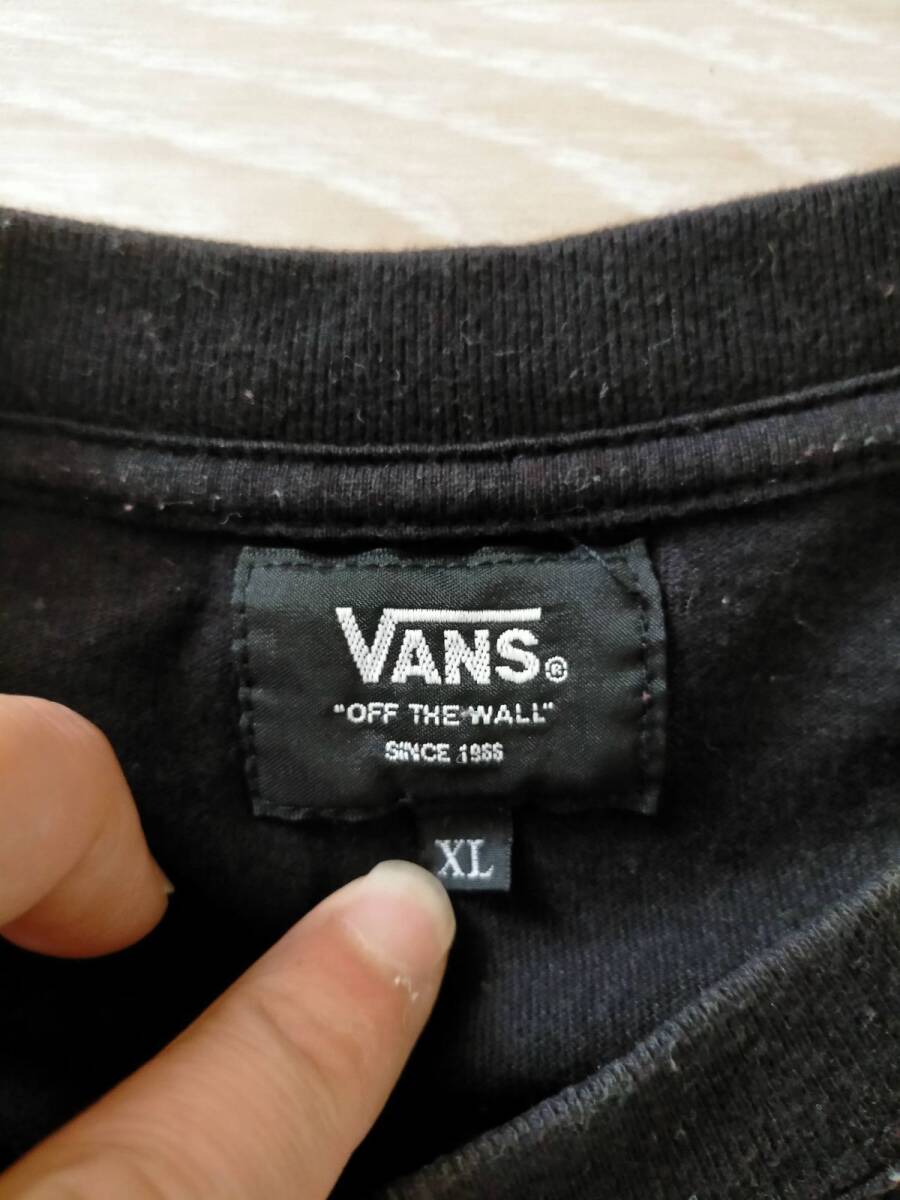 VANS®
"OFF THE WALL"
SINCE 1966
XL